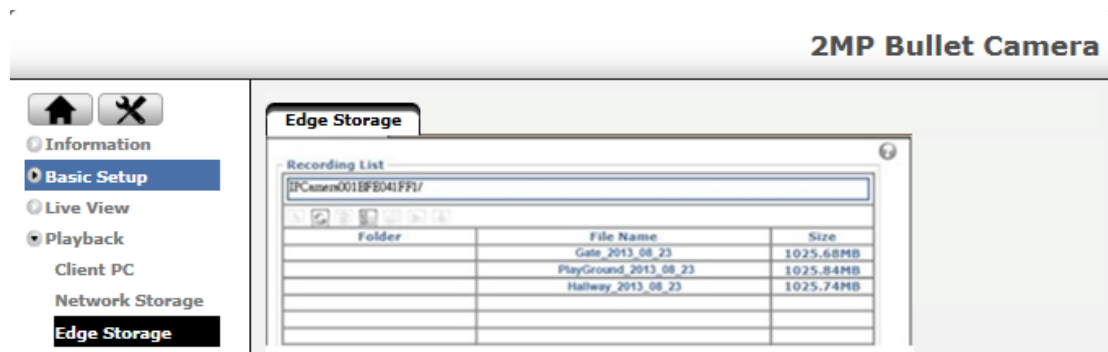 2MP Bullet Camera
Information
Basic Setup
Live View
Playback
Client PC
Network Storage
Edge Storage
Edge Storage
Recording List
IPCamera001BFE041FF1/
Folder File Name Size
Gate_2013_08_23 1025.68MB
PlayGround_2013_08_23 1025.84MB
Hallway_2013_08_23 1025.74MB